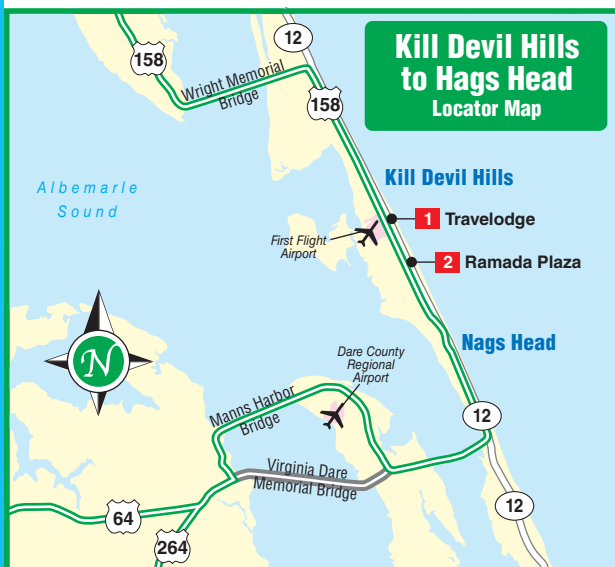 Kill Devil Hills
to Hags Head
Locator Map
12
158
Wright Memorial
Bridge
158
Albemarle
Sound
Kill Devil Hills
1 Travelodge
First Flight
Airport
2 Ramada Plaza
Nags Head
N
Dare County
Regional
Airport
Manns Harbor
Bridge
12
Virginia Dare
Memorial Bridge
12
64
264